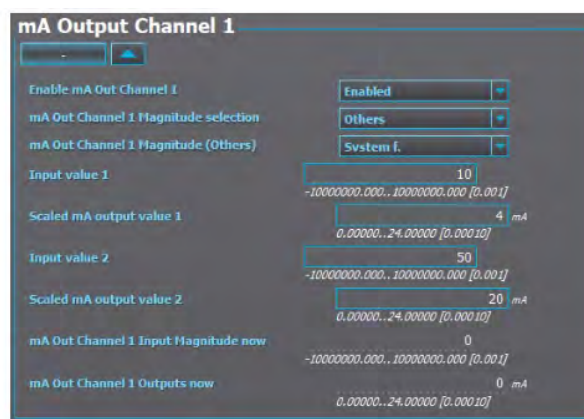 mA Output Channel 1
-
Enable mA Out Channel 1 Enabled
mA Out Channel 1 Magnitude selection Others
mA Out Channel 1 Magnitude (Others) System f.
Input value 1 10
-10000000.000..10000000.000 [0.001]
Scaled mA output value 1 4 mA
0.00000..24.00000 [0.00010]
Input value 2 50
-10000000.000..10000000.000 [0.001]
Scaled mA output value 2 20 mA
0.00000..24.00000 [0.00010]
mA Out Channel 1 Input Magnitude now 0
-10000000.000..10000000.000 [0.001]
mA Out Channel 1 Outputs now 0 mA
0.00000..24.00000 [0.00010]